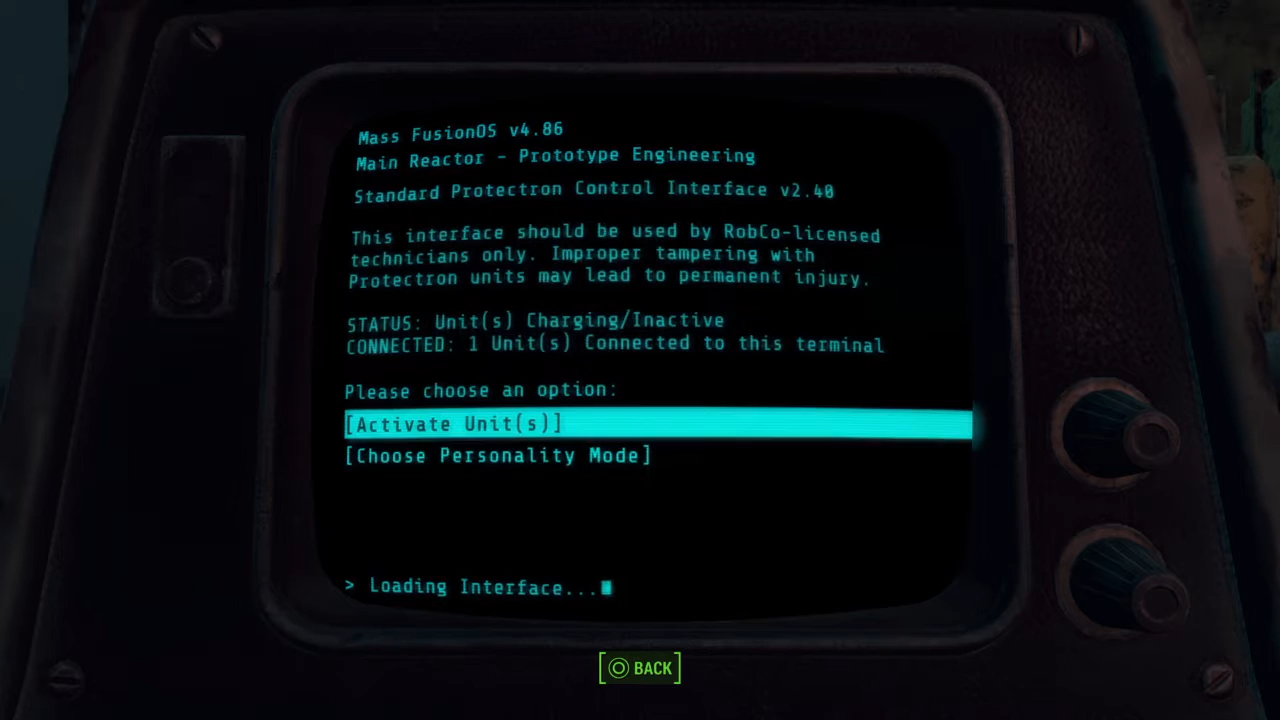 Mass FusionOS v4.86
Main Reactor - Prototype Engineering
Standard Protectron Control Interface v2.40
This interface should be used by RobCo-licensed
technicians only. Improper tampering with
Protectron units may lead to permanent injury.
STATUS: Unit(s) Charging/Inactive
CONNECTED: 1 Unit(s) Connected to this terminal
Please choose an option:
[Activate Unit(s)]
[Choose Personality Mode]
> Loading Interface...
BACK